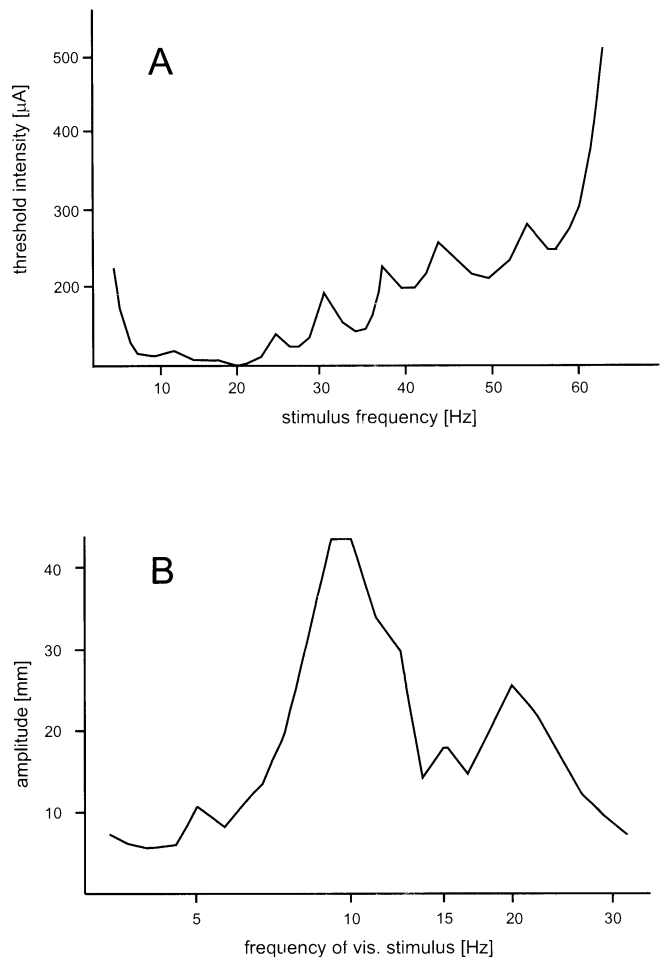 A
500
400
300
200
threshold intensity [µA]
10 20 30 40 50 60
stimulus frequency [Hz]
B
40
30
20
10
amplitude [mm]
5 10 15 20 30
frequency of vis. stimulus [Hz]